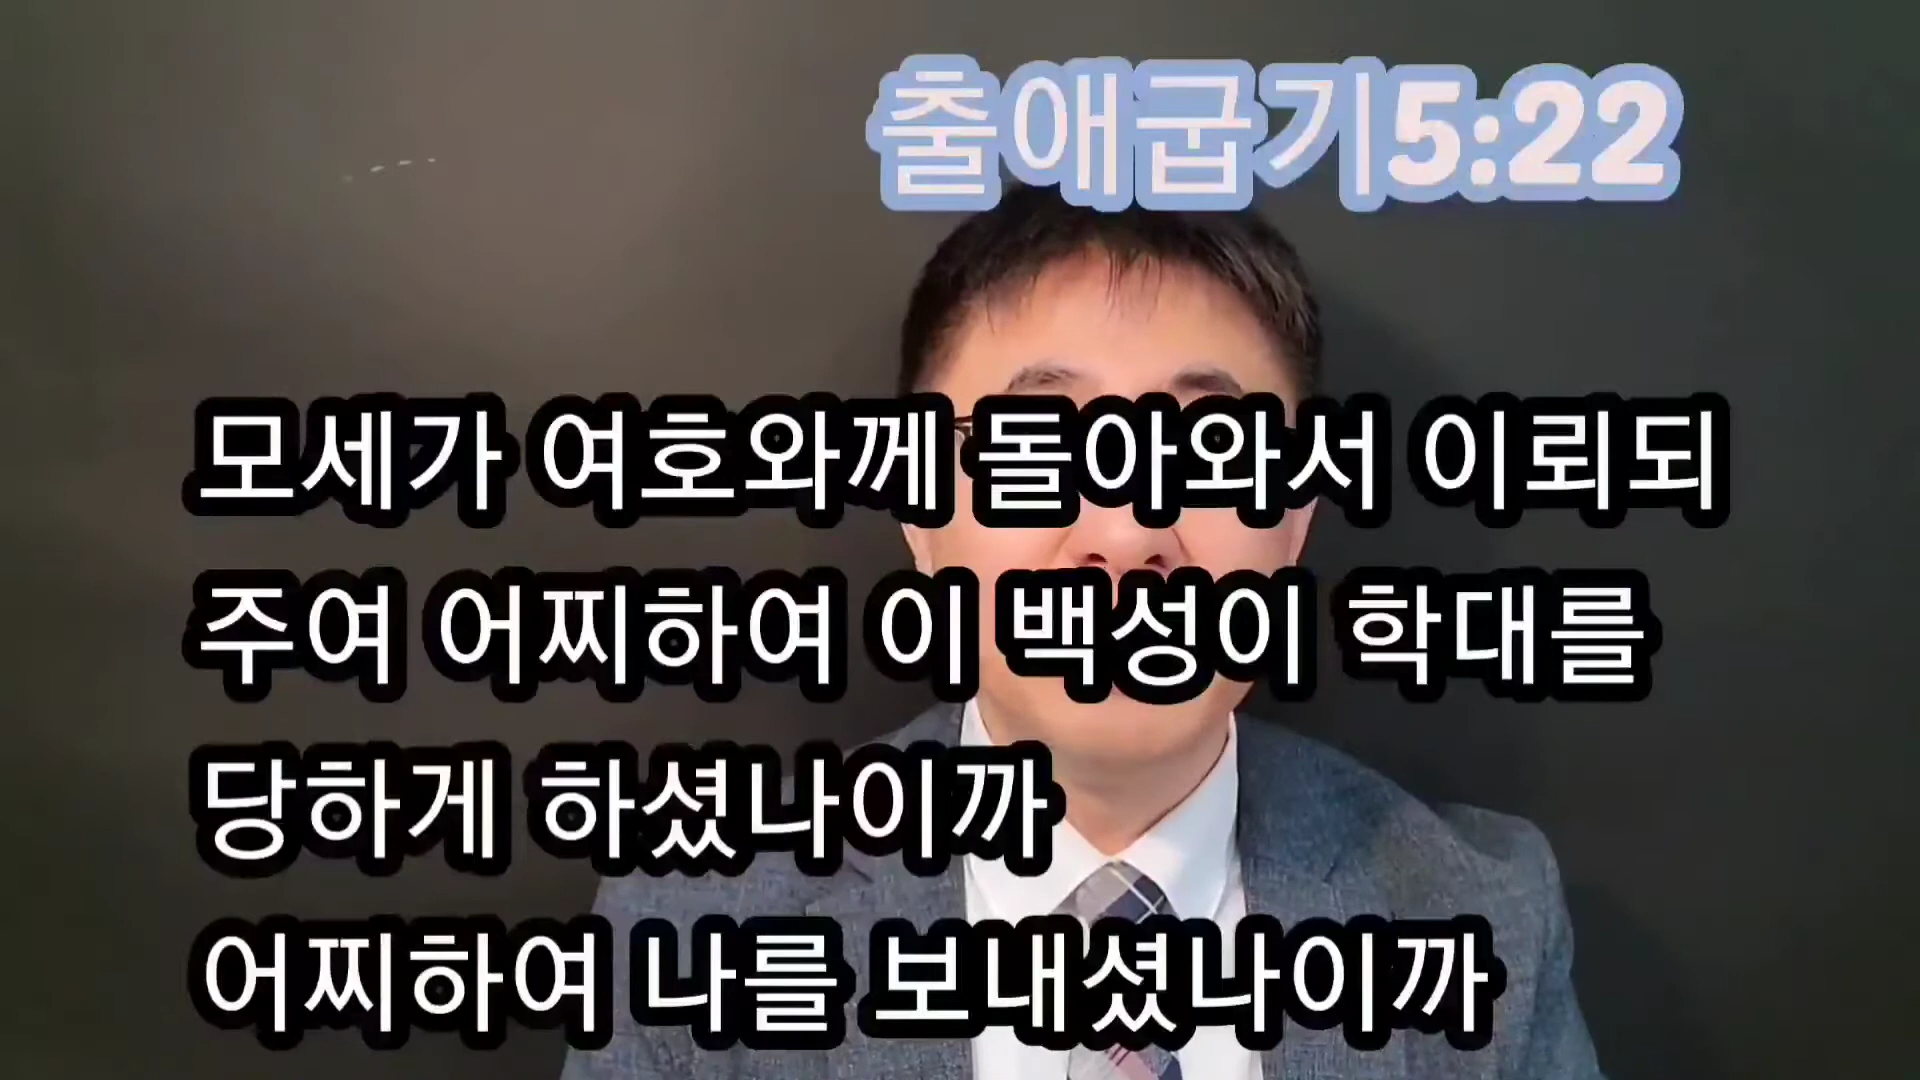 출애굽기5:22
모세가 여호와께 돌아와서 이뢰되
주여 어찌하여 이 백성이 학대를
당하게 하셨나이까
어찌하여 나를 보내셨나이까